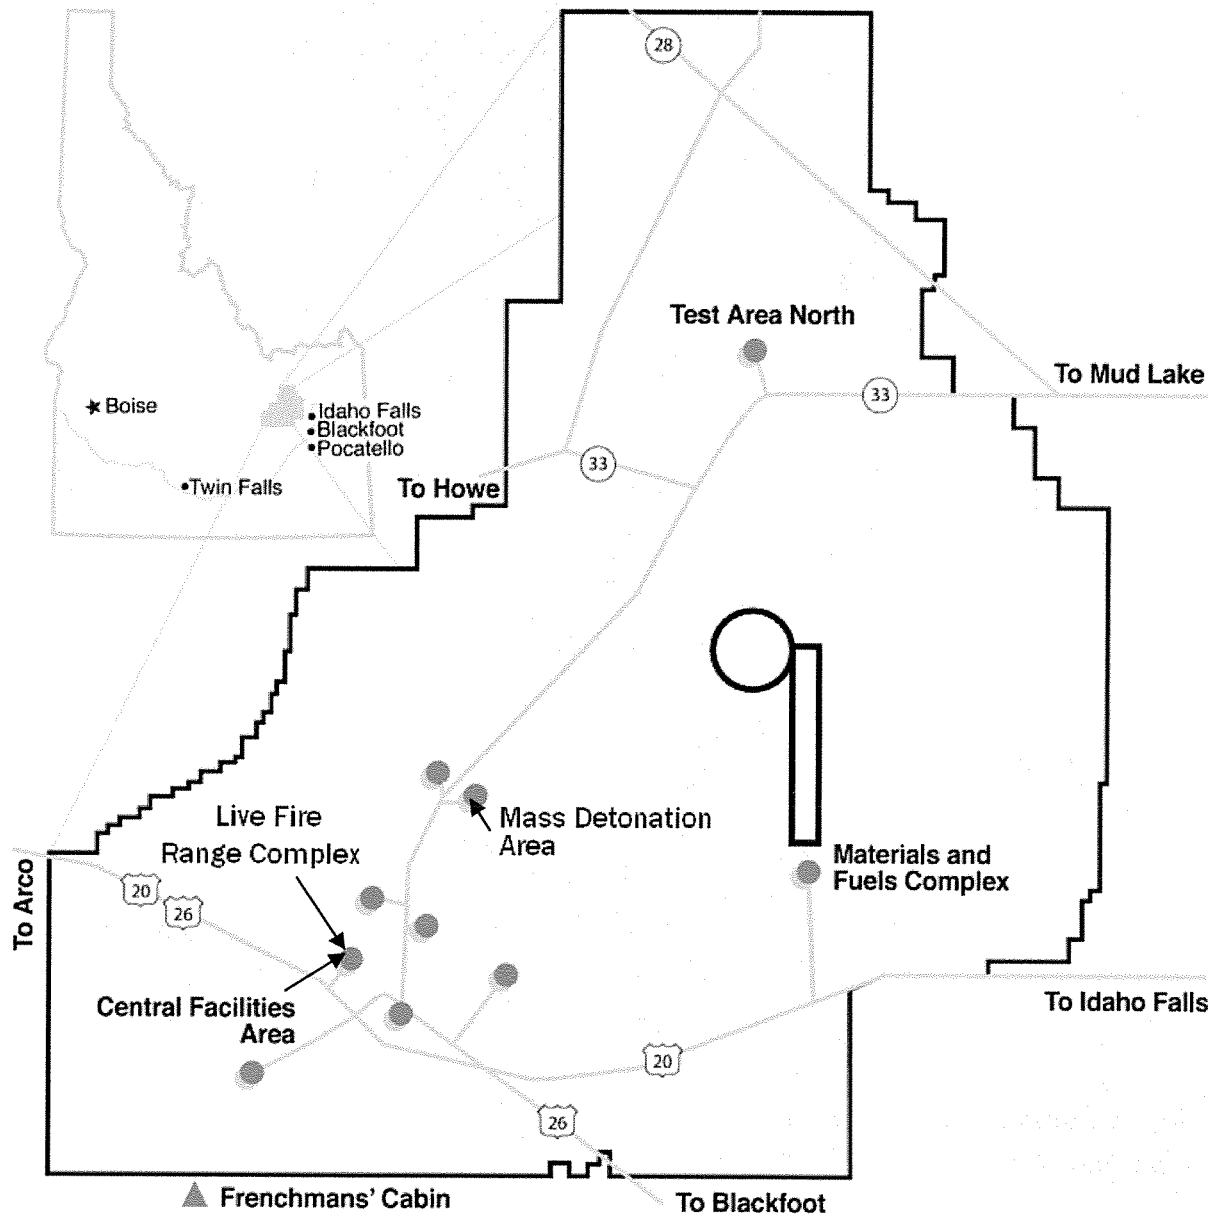 28
Test Area North
To Mud Lake
33
Boise
Idaho Falls
Blackfoot
Pocatello
Twin Falls
To Howe
33
Live Fire
Range Complex
Mass Detonation
Area
Materials and
Fuels Complex
To Arco
20
26
Central Facilities
Area
To Idaho Falls
20
26
Frenchmans' Cabin
To Blackfoot